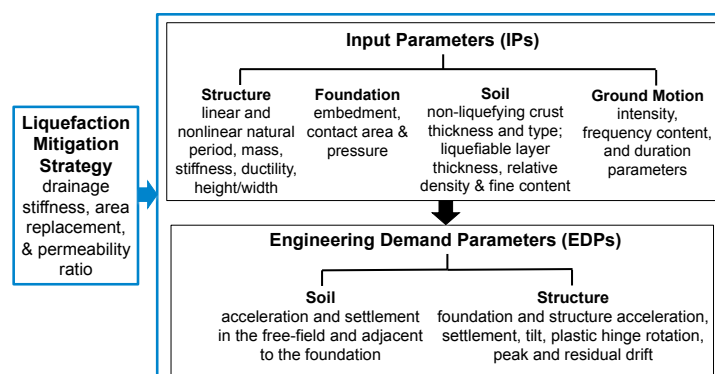 Liquefaction
Mitigation
Strategy
drainage
stiffness, area
replacement,
& permeability
ratio
Input Parameters (IPs)
Structure
linear and
nonlinear natural
period, mass,
stiffness, ductility,
height/width
Foundation
embedment,
contact area &
pressure
Soil
non-liquefying crust
thickness and type;
liquefiable layer
thickness, relative
density & fine content
Ground Motion
intensity,
frequency content,
and duration
parameters
Engineering Demand Parameters (EDPs)
Soil
acceleration and settlement
in the free-field and adjacent
to the foundation
Structure
foundation and structure acceleration,
settlement, tilt, plastic hinge rotation,
peak and residual drift